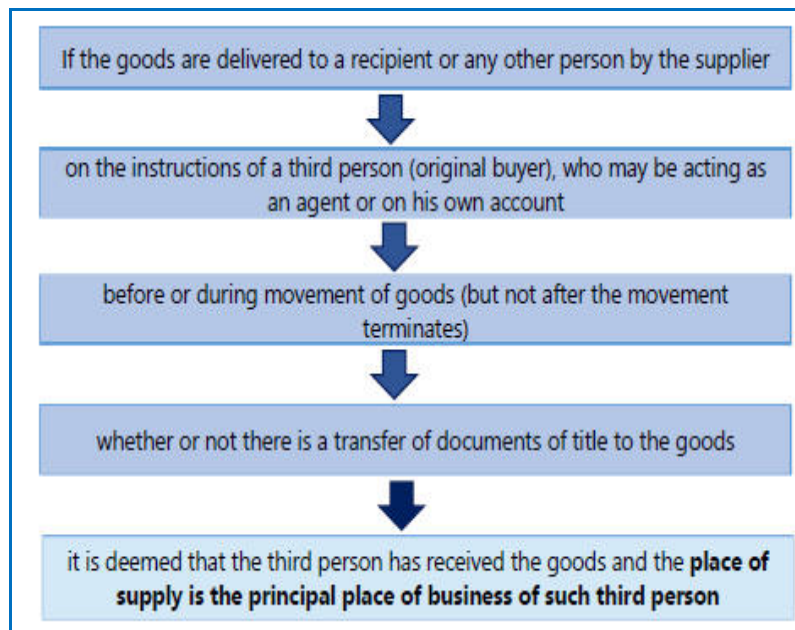 If the goods are delivered to a recipient or any other person by the supplier
on the instructions of a third person (original buyer), who may be acting as
an agent or on his own account
before or during movement of goods (but not after the movement
terminates)
whether or not there is a transfer of documents of title to the goods
it is deemed that the third person has received the goods and the place of
supply is the principal place of business of such third person